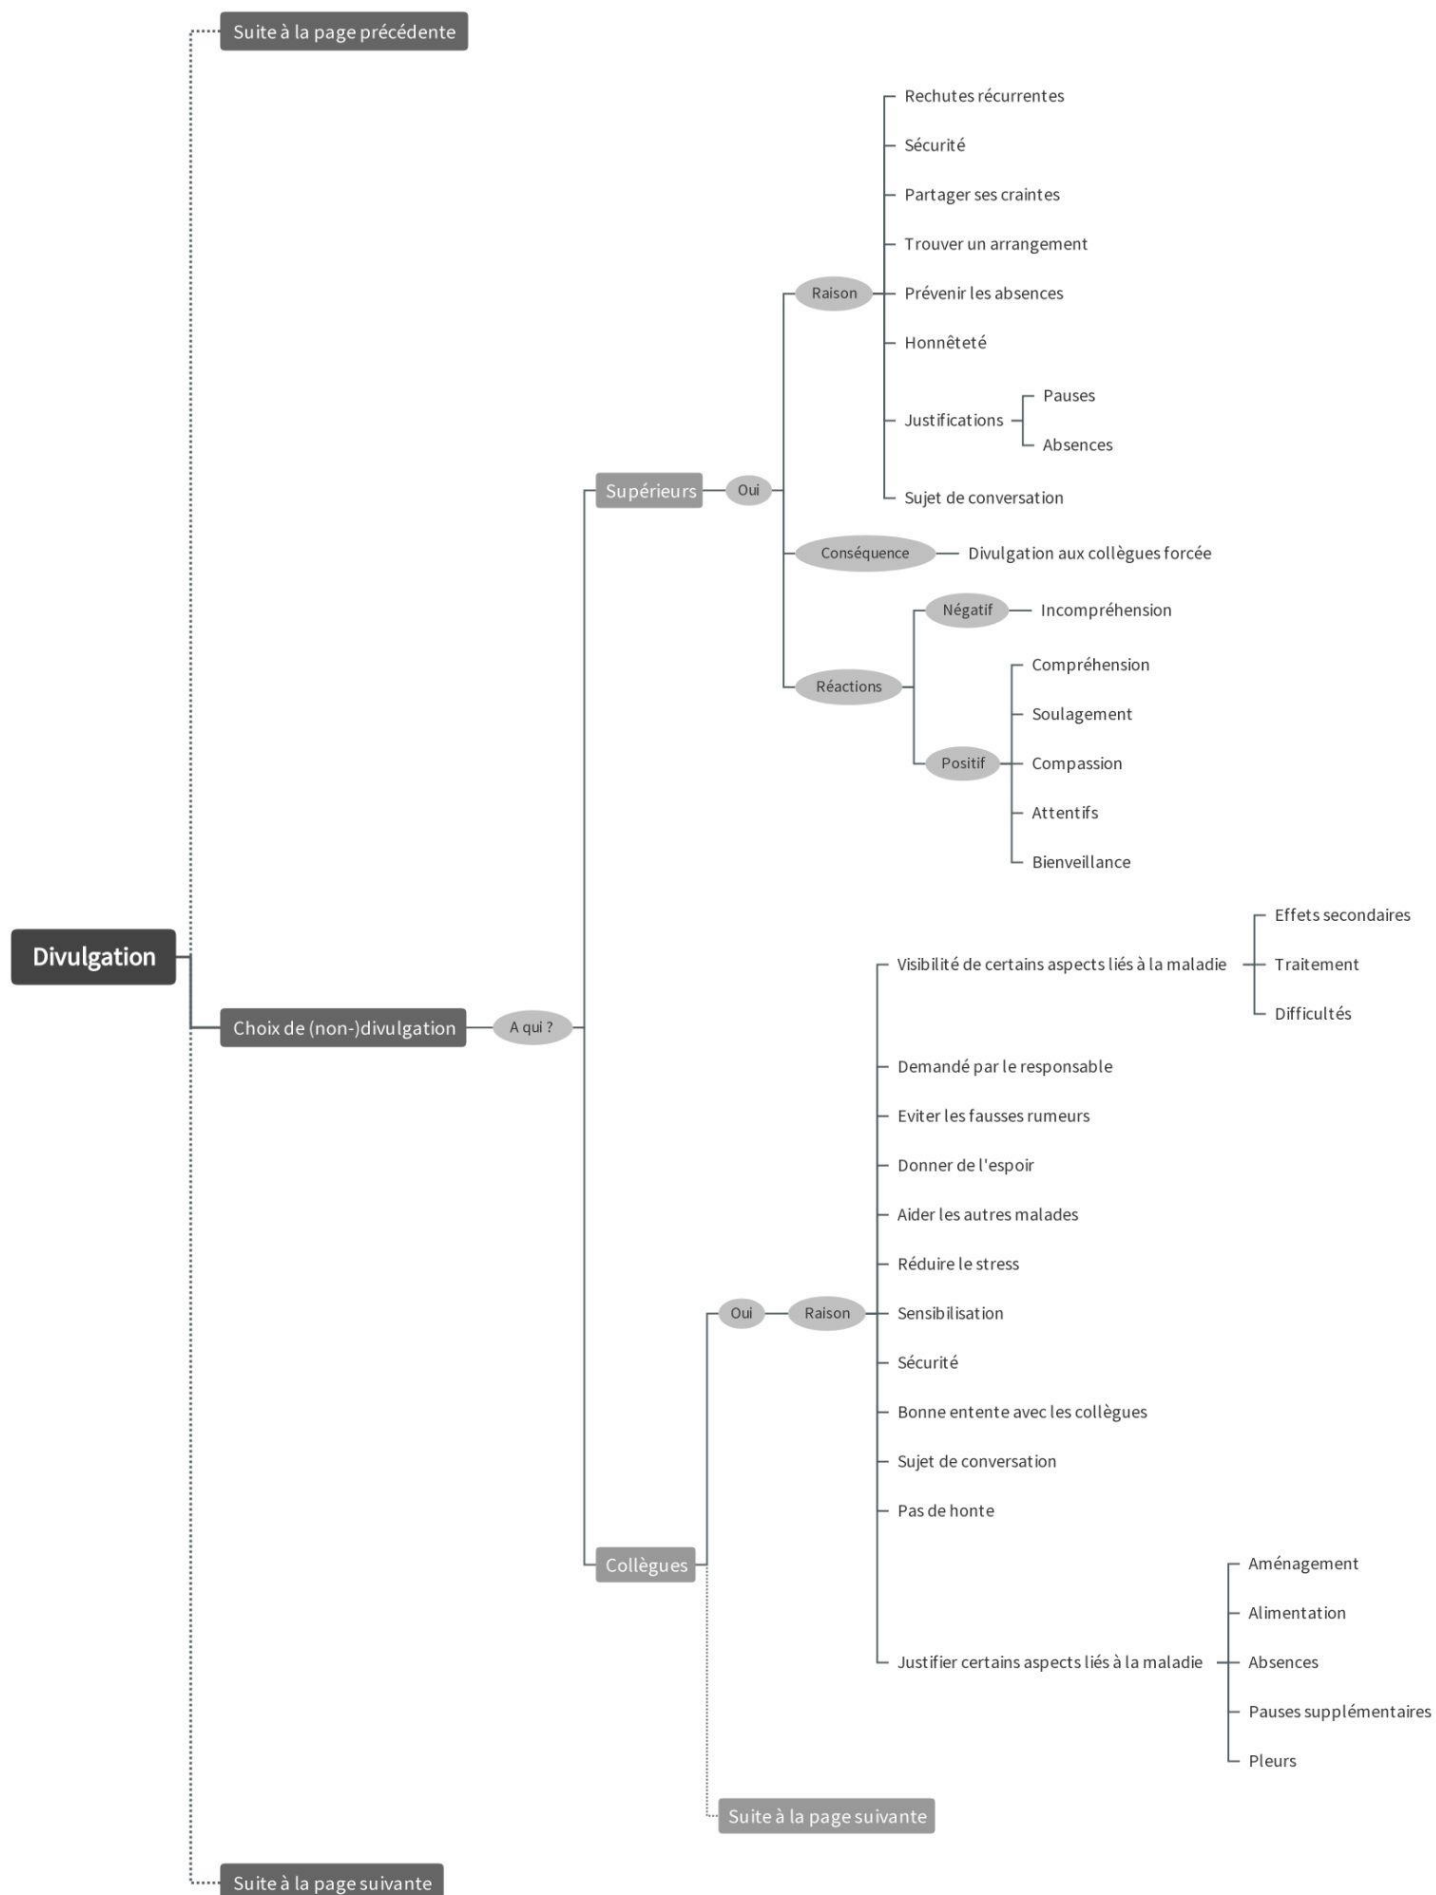 Suite à la page précédente
Rechutes récurrentes
Sécurité
Partager ses craintes
Trouver un arrangement
Raison
Prévenir les absences
Honnêteté
Pauses
Justifications
Absences
Supérieurs
Oui
Sujet de conversation
Conséquence
Divulgation aux collègues forcée
Négatif
Incompréhension
Compréhension
Réactions
Soulagement
Positif
Compassion
Attentifs
Bienveillance
Effets secondaires
Divulgation
Visibilité de certains aspects liés à la maladie
Traitement
Difficultés
Choix de (non-)divulgation
A qui ?
Demandé par le responsable
Eviter les fausses rumeurs
Donner de l'espoir
Aider les autres malades
Réduire le stress
Oui
Raison
Sensibilisation
Sécurité
Bonne entente avec les collègues
Sujet de conversation
Pas de honte
Collègues
Aménagement
Alimentation
Justifier certains aspects liés à la maladie
Absences
Pauses supplémentaires
Pleurs
Suite à la page suivante
Suite à la page suivante